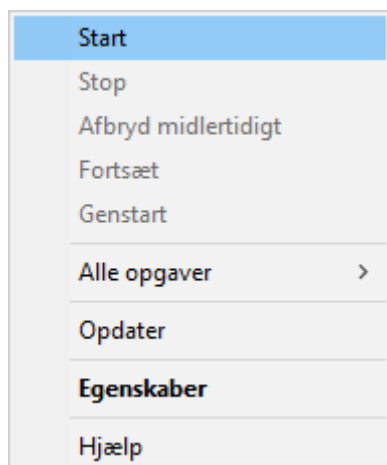 Start
Stop
Afbryd midlertidigt
Fortsæt
Genstart
Alle opgaver
Opdater
Egenskaber
Hjælp